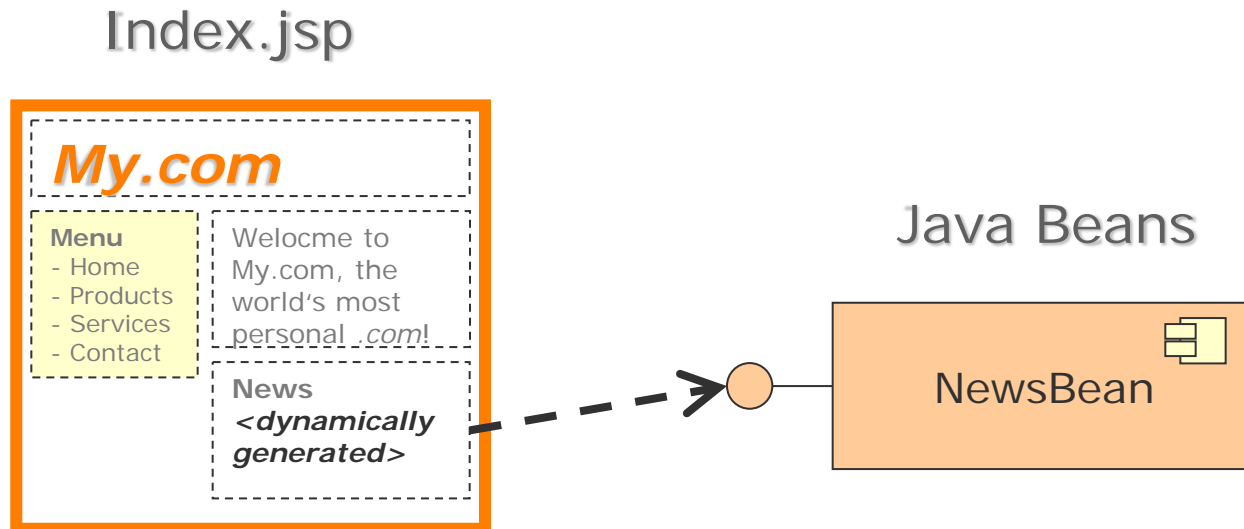 Index.jsp
My.com
Menu
- Home
- Products
- Services
- Contact
Welocme to
My.com, the
world's most
personal .com!
News
<dynamically
generated>
Java Beans
NewsBean